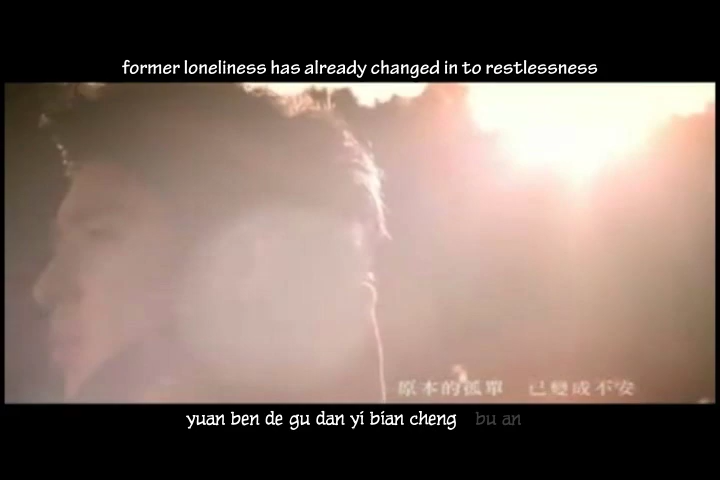 former loneliness has already changed in to restlessness
原本的孤單 已變成不安
yuan ben de gu dan yi bian cheng bu an